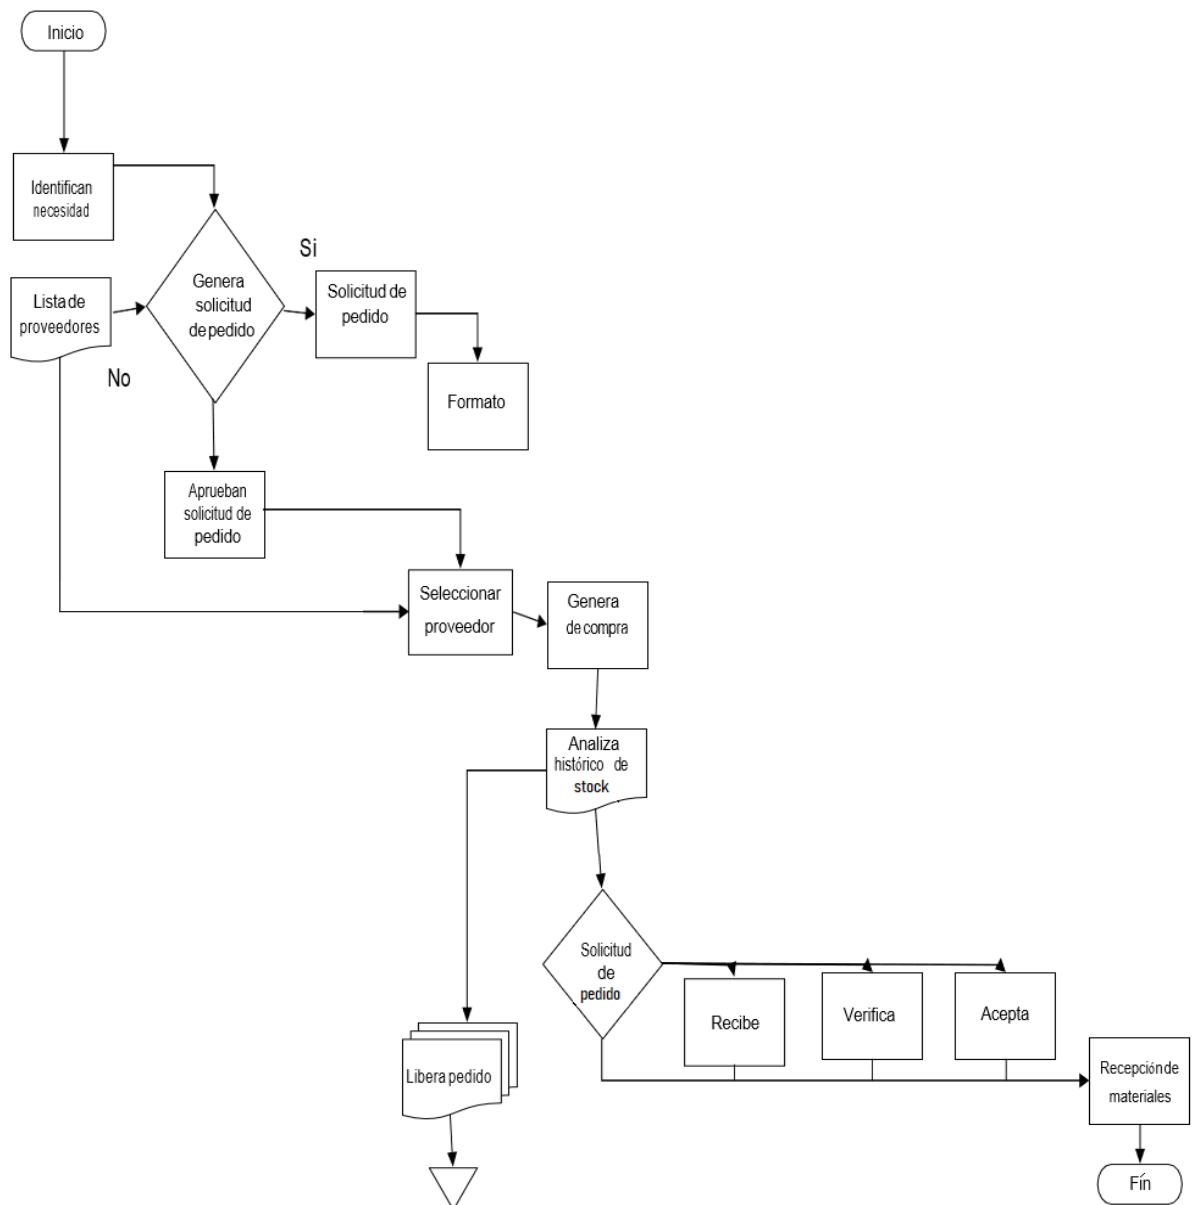 Inicio
Identifican
necesidad
Si
Genera
solicitud
de pedido
Solicitud de
pedido
Lista de
proveedores
No
Formato
Aprueban
solicitud de
pedido
Seleccionar
proveedor
Genera
de compra
Analiza
histórico de
stock
Solicitud
de
pedido
Recibe
Verifica
Acepta
Libera pedido
Recepción de
materiales
Fín